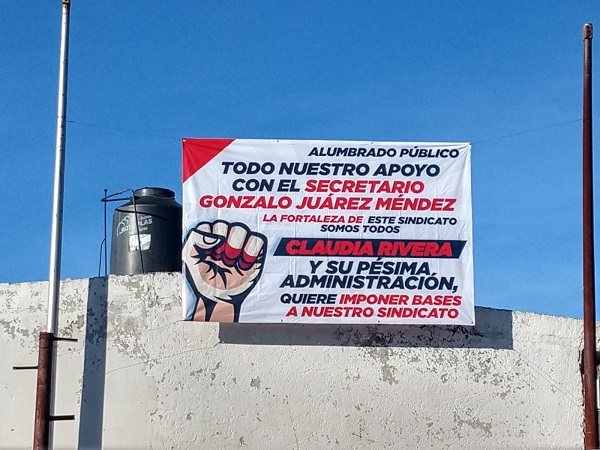 ALUMBRADO PÚBLICO
TODO NUESTRO APOYO
CON EL SECRETARIO
GONZALO JUÁREZ MÉNDEZ
LA FORTALEZA DE ESTE SINDICATO
SOMOS TODOS
CLAUDIA RIVERA
Y SU PÉSIMA
ADMINISTRACIÓN,
QUIERE IMPONER BASES
A NUESTRO SINDICATO